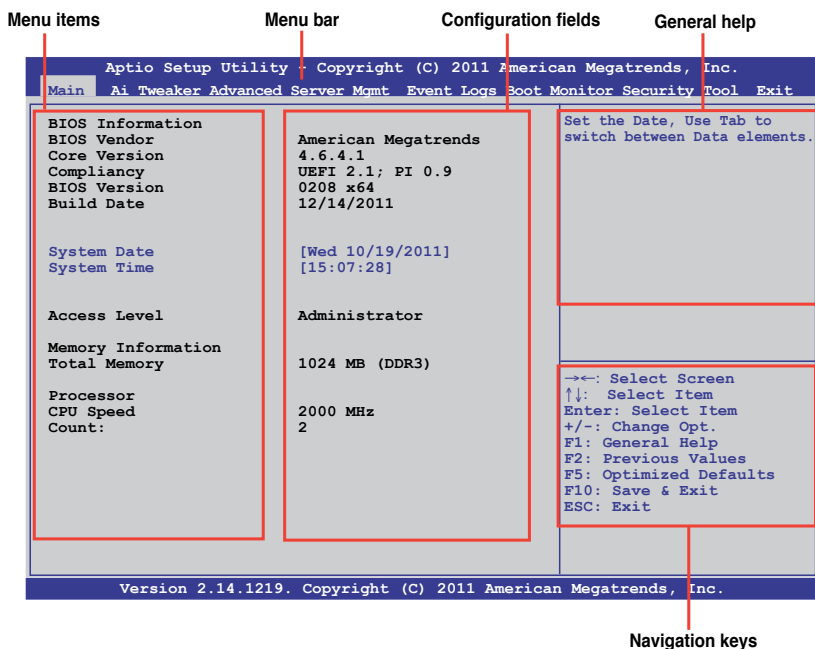 Menu items Menu bar Configuration fields General help
Aptio Setup Utility - Copyright (C) 2011 American Megatrends, Inc.
Main Ai Tweaker Advanced Server Mgmt Event Logs Boot Monitor Security Tool Exit
BIOS Information
BIOS Vendor American Megatrends
Core Version 4.6.4.1
Compliancy UEFI 2.1; PI 0.9
BIOS Version 0208 x64
Build Date 12/14/2011
System Date [Wed 10/19/2011]
System Time [15:07:28]
Access Level Administrator
Memory Information
Total Memory 1024 MB (DDR3)
Processor
CPU Speed 2000 MHz
Count: 2
Set the Date, Use Tab to
switch between Data elements.
→←: Select Screen
↑↓: Select Item
Enter: Select Item
+/-: Change Opt.
F1: General Help
F2: Previous Values
F5: Optimized Defaults
F10: Save & Exit
ESC: Exit
Version 2.14.1219. Copyright (C) 2011 American Megatrends, Inc.
Navigation keys